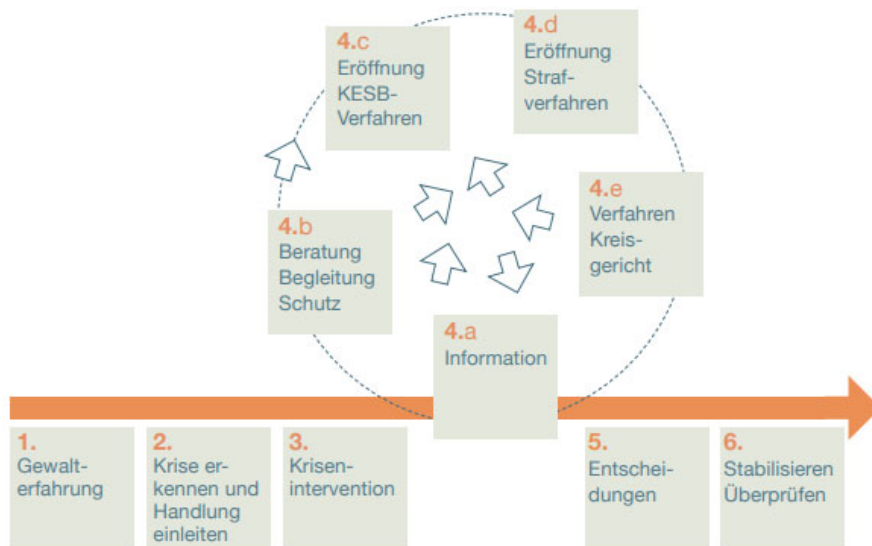 4.c
Eröffnung
KESB-
Verfahren
4.d
Eröffnung
Straf-
verfahren
4.b
Beratung
Begleitung
Schutz
4.e
Verfahren
Kreis-
gericht
4.a
Information
1.
Gewalt-
erfahrung
2.
Krise er-
kennen und
Handlung
einleiten
3.
Krisen-
intervention
5.
Entschei-
dungen
6.
Stabilisieren
Überprüfen